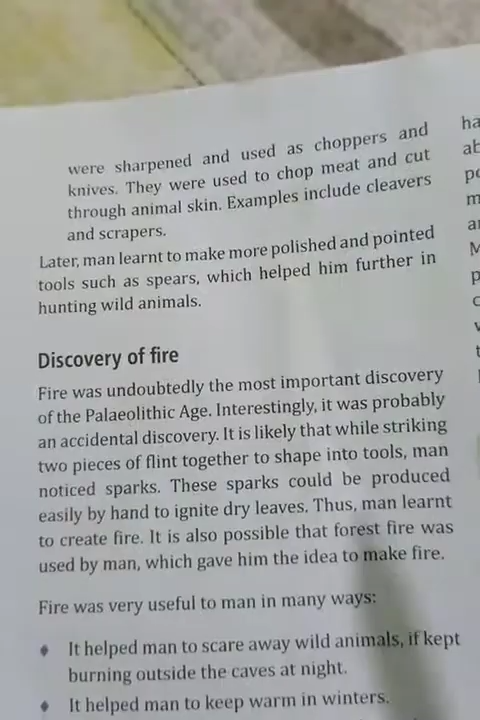 were sharpened and used as choppers and
knives. They were used to chop meat and cut
through animal skin. Examples include cleavers
and scrapers.
Later, man learnt to make more polished and pointed
tools such as spears, which helped him further in
hunting wild animals.
Discovery of fire
Fire was undoubtedly the most important discovery
of the Palaeolithic Age. Interestingly, it was probably
an accidental discovery. It is likely that while striking
two pieces of flint together to shape into tools, man
noticed sparks. These sparks could be produced
easily by hand to ignite dry leaves. Thus, man learnt
to create fire. It is also possible that forest fire was
used by man, which gave him the idea to make fire.
Fire was very useful to man in many ways:
♦ It helped man to scare away wild animals, if kept
burning outside the caves at night.
♦ It helped man to keep warm in winters.